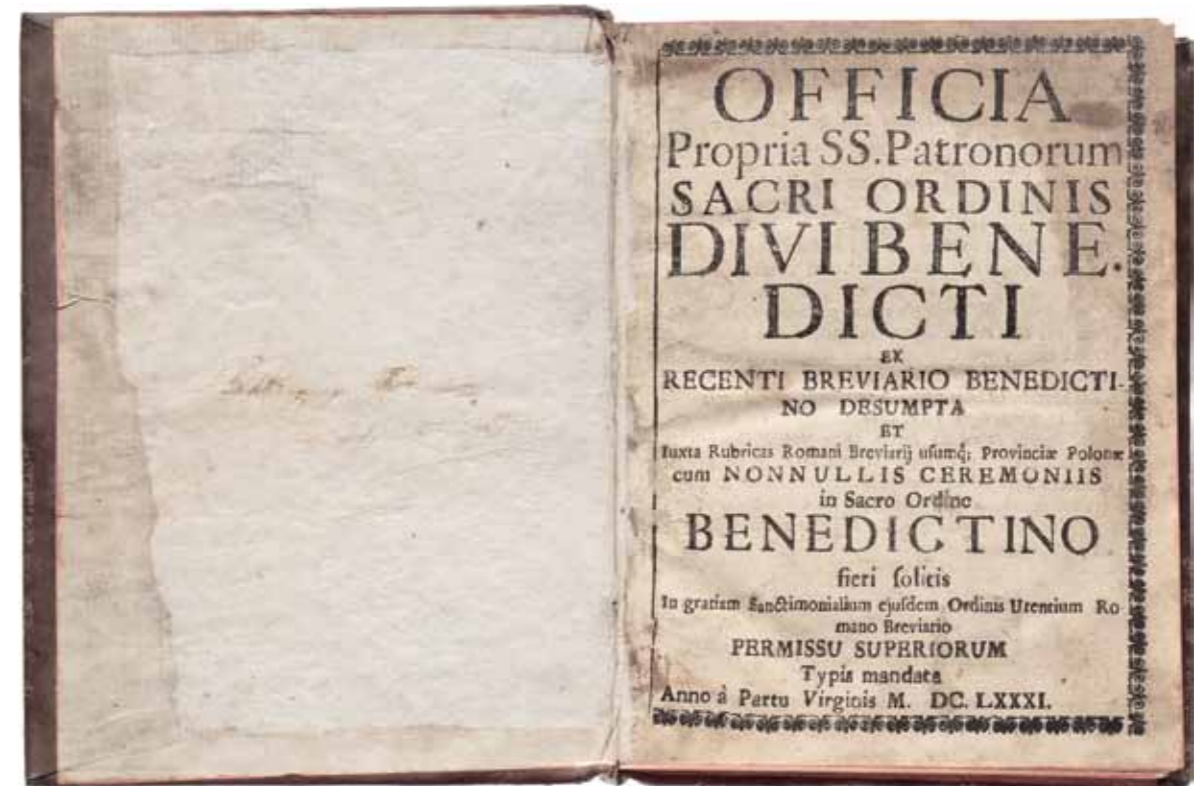 OFFICIA
Propria SS. Patronorum
SACRI ORDINIS
DIVI BENE.
DICTI
EX
RECENTI BREVIARIO BENEDICTI-
NO DESUMPTA
ET
Iuxta Rubricas Romani Breviarij usumq́; Provinciæ Polonæ
cum NONNULLIS CEREMONIIS
in Sacro Ordine
BENEDICTINO
fieri ſolitis
In gratiam Sanctimonialium ejuſdem Ordinis Utentium Ro-
mano Breviario
PERMISSU SUPERIORUM
Typis mandata
Anno à Partu Virginis M. DC. LXXXI.